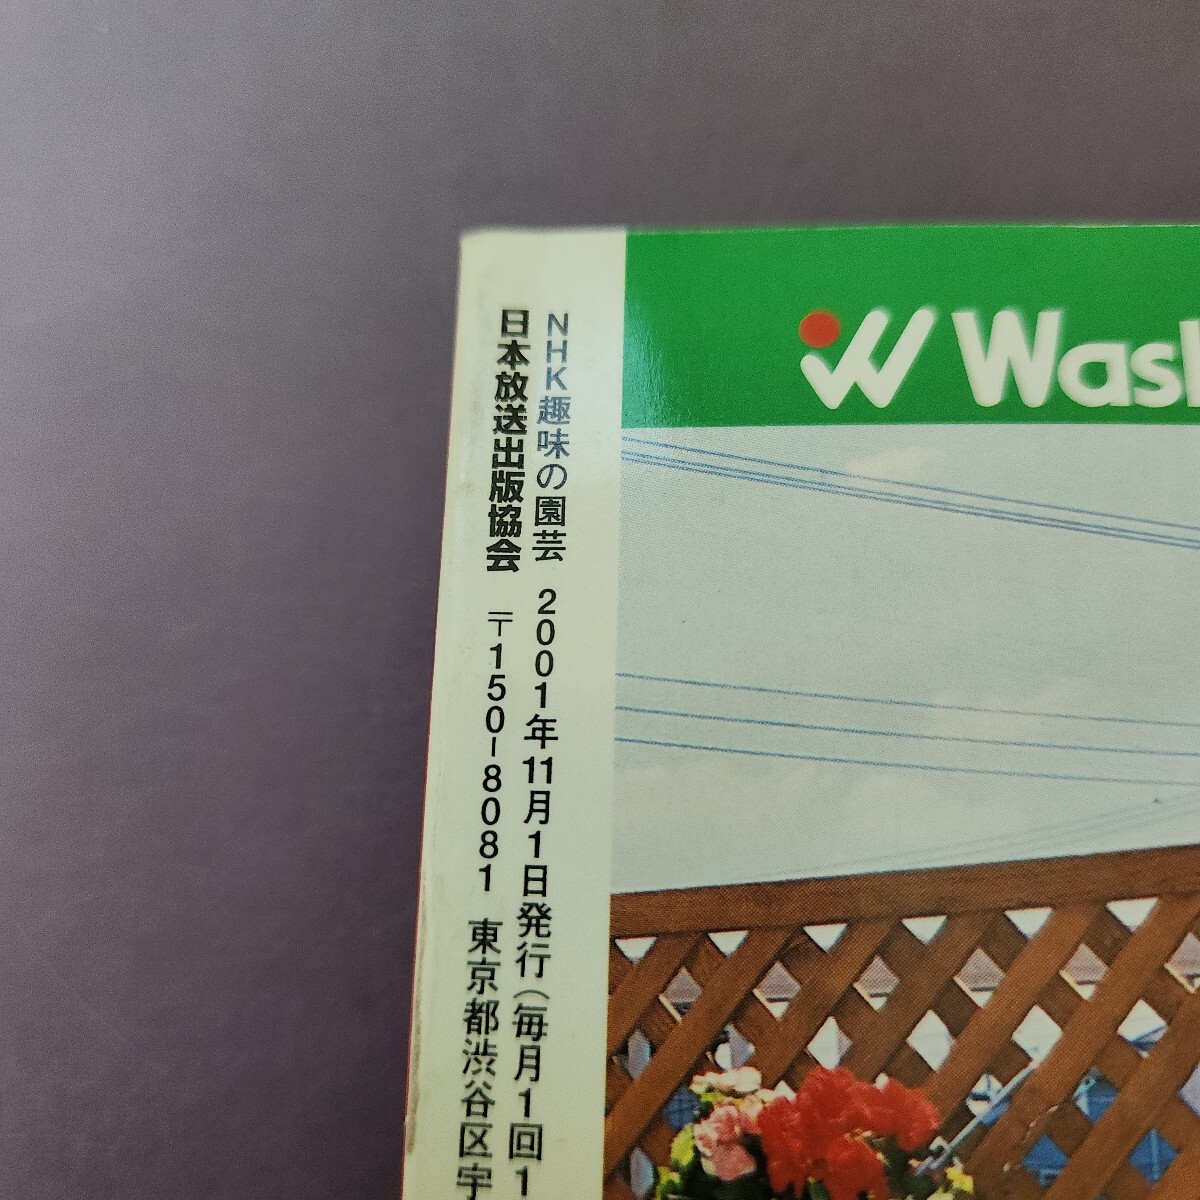 NHK趣味の園芸 2001年11月1日発行(毎月1回1
日本放送出版協会 〒150-8081 東京都渋谷区宇
Wash